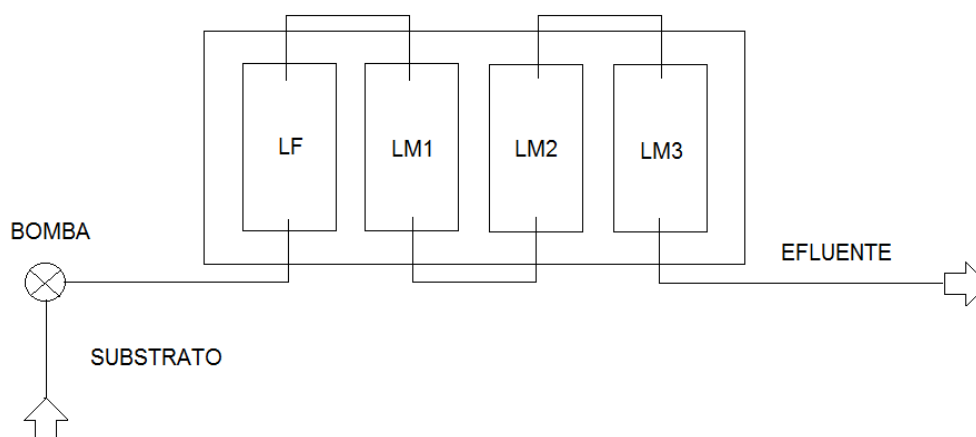 LF
LM1
LM2
LM3
BOMBA
EFLUENTE
SUBSTRATO